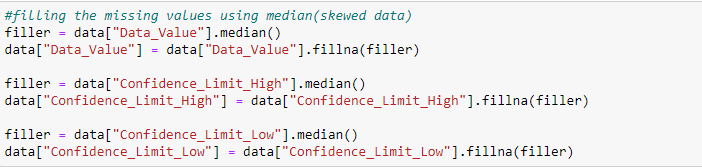 #filling the missing values using median(skewed data)
filler = data["Data_Value"].median()
data["Data_Value"] = data["Data_Value"].fillna(filler)
filler = data["Confidence_Limit_High"].median()
data["Confidence_Limit_High"] = data["Confidence_Limit_High"].fillna(filler)
filler = data["Confidence_Limit_Low"].median()
data["Confidence_Limit_Low"] = data["Confidence_Limit_Low"].fillna(filler)